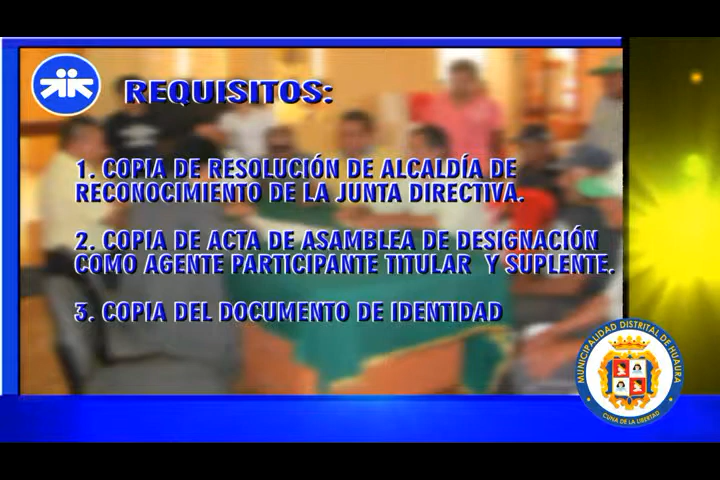 REQUISITOS:
1. COPIA DE RESOLUCIÓN DE ALCALDÍA DE
RECONOCIMIENTO DE LA JUNTA DIRECTIVA.
2. COPIA DE ACTA DE ASAMBLEA DE DESIGNACIÓN
COMO AGENTE PARTICIPANTE TITULAR Y SUPLENTE.
3. COPIA DEL DOCUMENTO DE IDENTIDAD
MUNICIPALIDAD DISTRITAL DE HUAURA
CUNA DE LA LIBERTAD